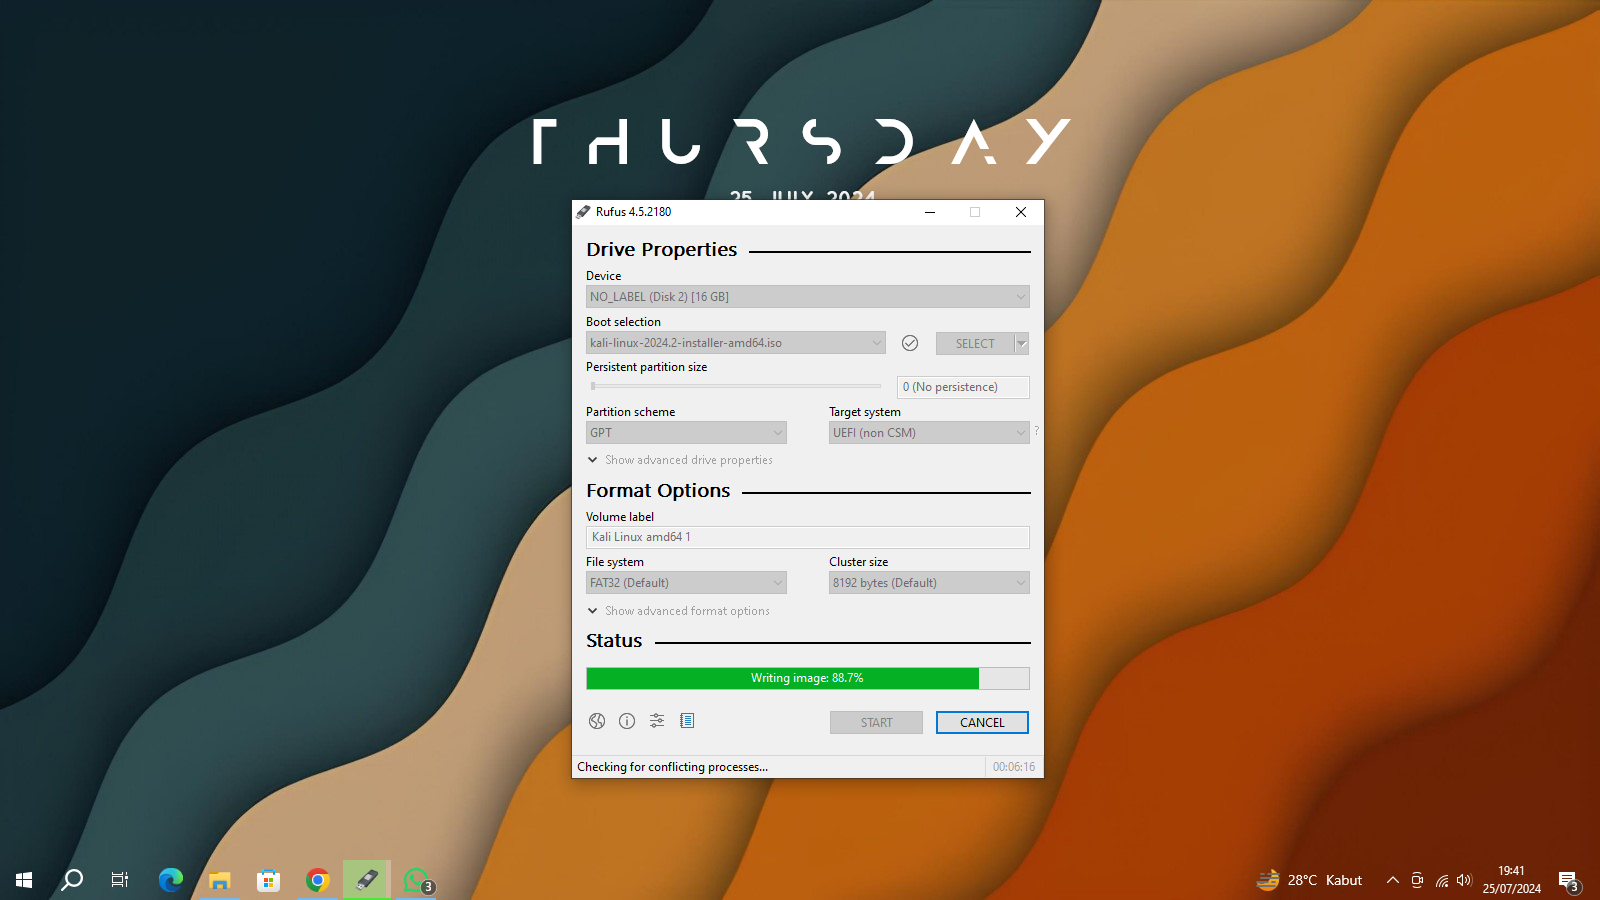 THURSDAY
25 JULY 2024
Rufus 4.5.2180
Drive Properties
Device
NO_LABEL (Disk 2) [16 GB]
Boot selection
kali-linux-2024.2-installer-amd64.iso
SELECT
Persistent partition size
0 (No persistence)
Partition scheme
Target system
GPT
UEFI (non CSM)
?
Show advanced drive properties
Format Options
Volume label
Kali Linux amd64 1
File system
Cluster size
FAT32 (Default)
8192 bytes (Default)
Show advanced format options
Status
Writing image: 88.7%
START
CANCEL
Checking for conflicting processes...
00:06:16
3
28°C Kabut
19:41
25/07/2024
3